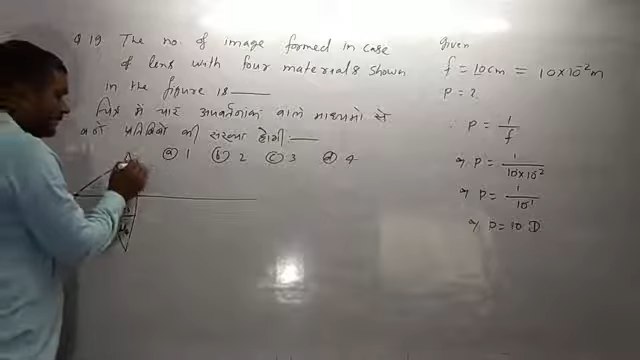 Q 19 The no. of image formed in case
of lens with four materials shown
in the figure is ____
चित्र में चार अपवर्तनांक वाले माध्यमो से
बने प्रतिबिंबो की संख्या होगी ____
(a) 1 (b) 2 (c) 3 (d) 4
given
f = 10cm = 10×10⁻²m
P = ?
∴ P = 1/f
or P = 1/10×10⁻²
or P = 1/10⁻¹
or P = 10 D